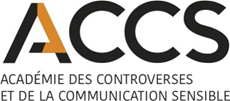 ACCS
ACADÉMIE DES CONTROVERSES
ET DE LA COMMUNICATION SENSIBLE